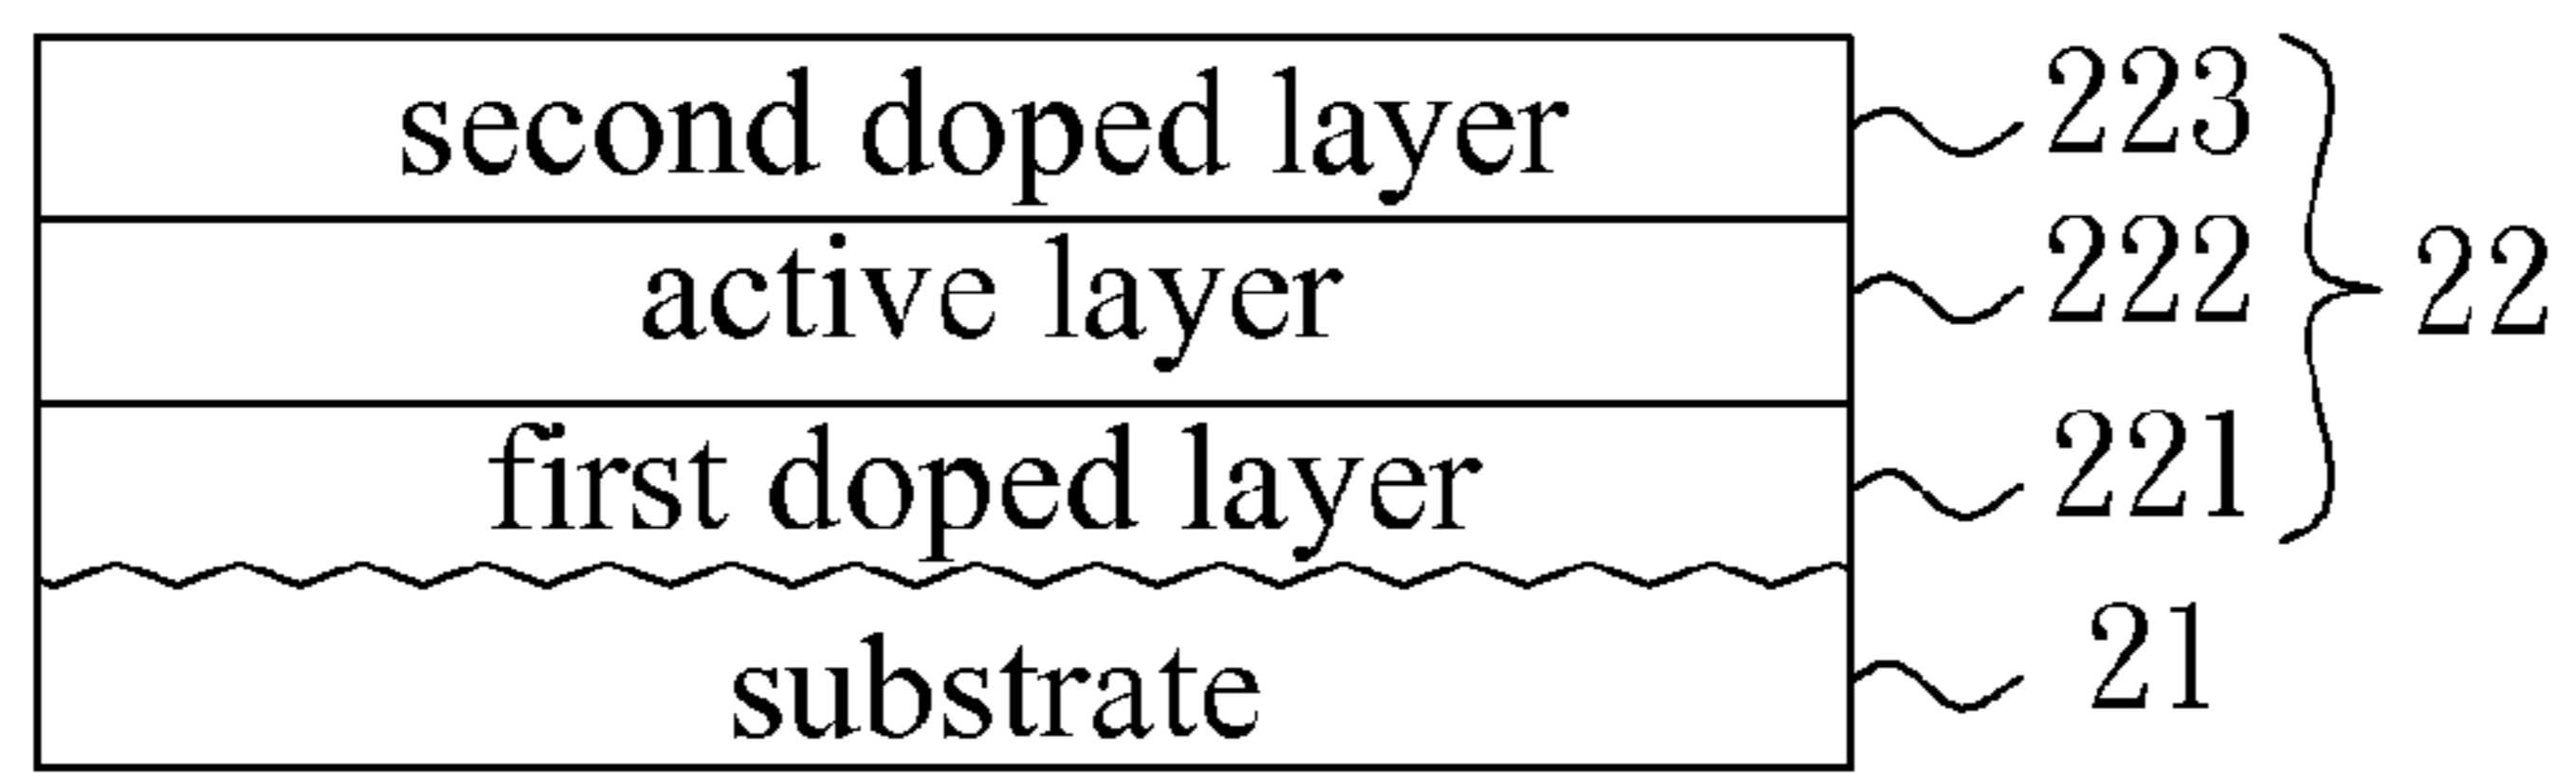 second doped layer 223
active layer 222 22
first doped layer 221
substrate 21